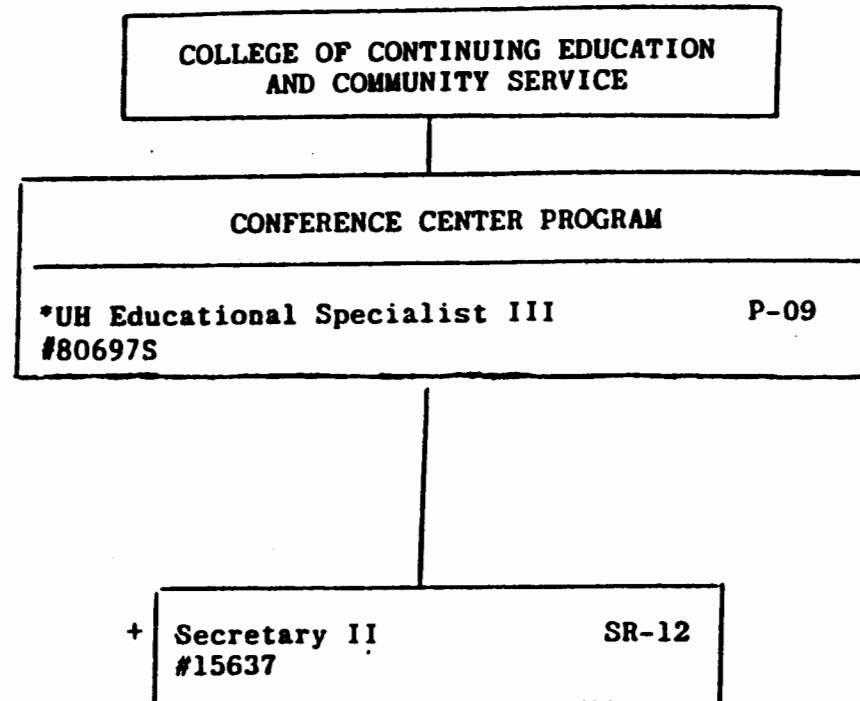 COLLEGE OF CONTINUING EDUCATION
AND COMMUNITY SERVICE
CONFERENCE CENTER PROGRAM
*UH Educational Specialist III P-09
#80697S
+ Secretary II SR-12
#15637